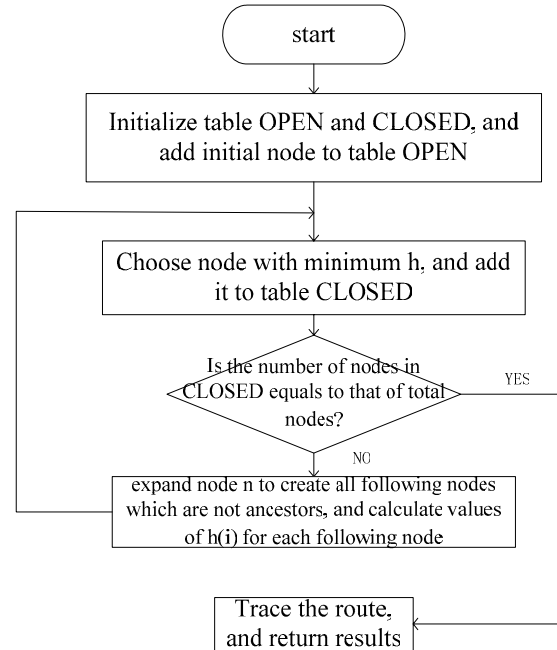 start
Initialize table OPEN and CLOSED, and
add initial node to table OPEN
Choose node with minimum h, and add
it to table CLOSED
Is the number of nodes in
CLOSED equals to that of total
nodes?
YES
NO
expand node n to create all following nodes
which are not ancestors, and calculate values
of h(i) for each following node
Trace the route,
and return results